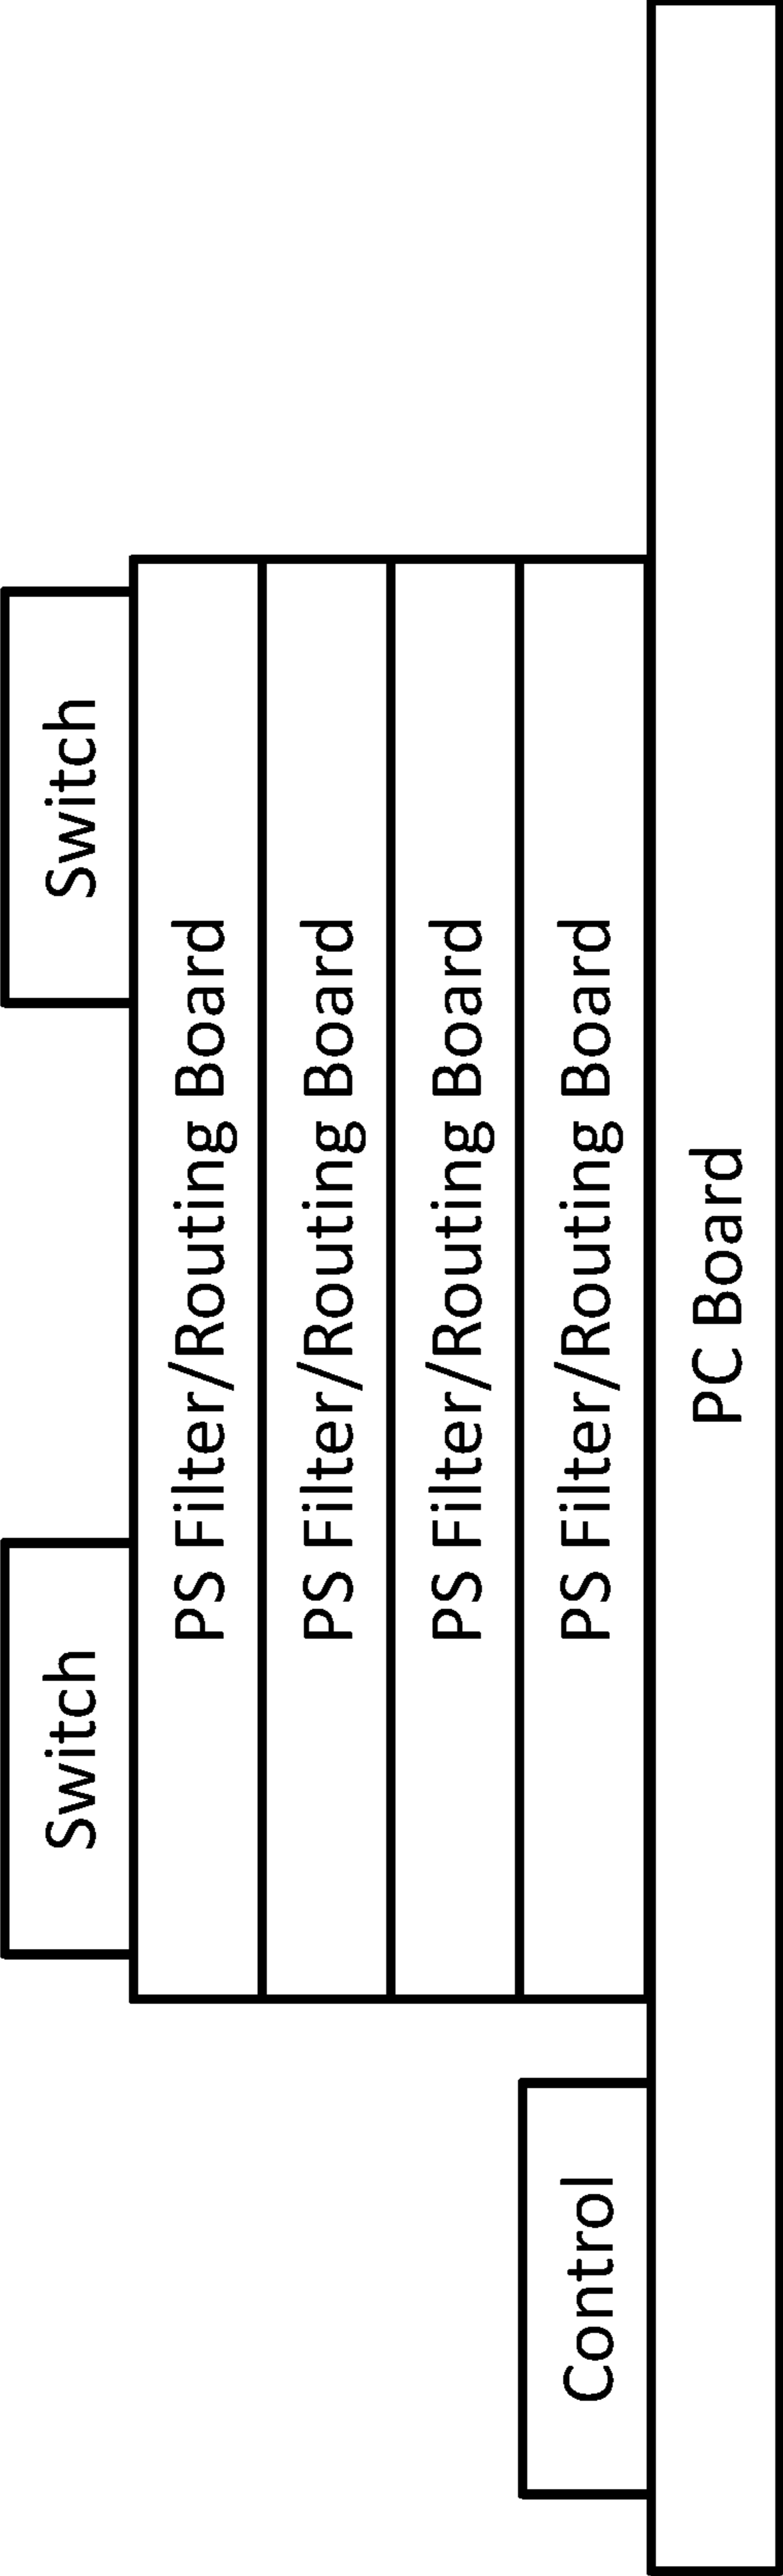 Switch
Switch
PS Filter/Routing Board
PS Filter/Routing Board
PS Filter/Routing Board
PS Filter/Routing Board
Control
PC Board